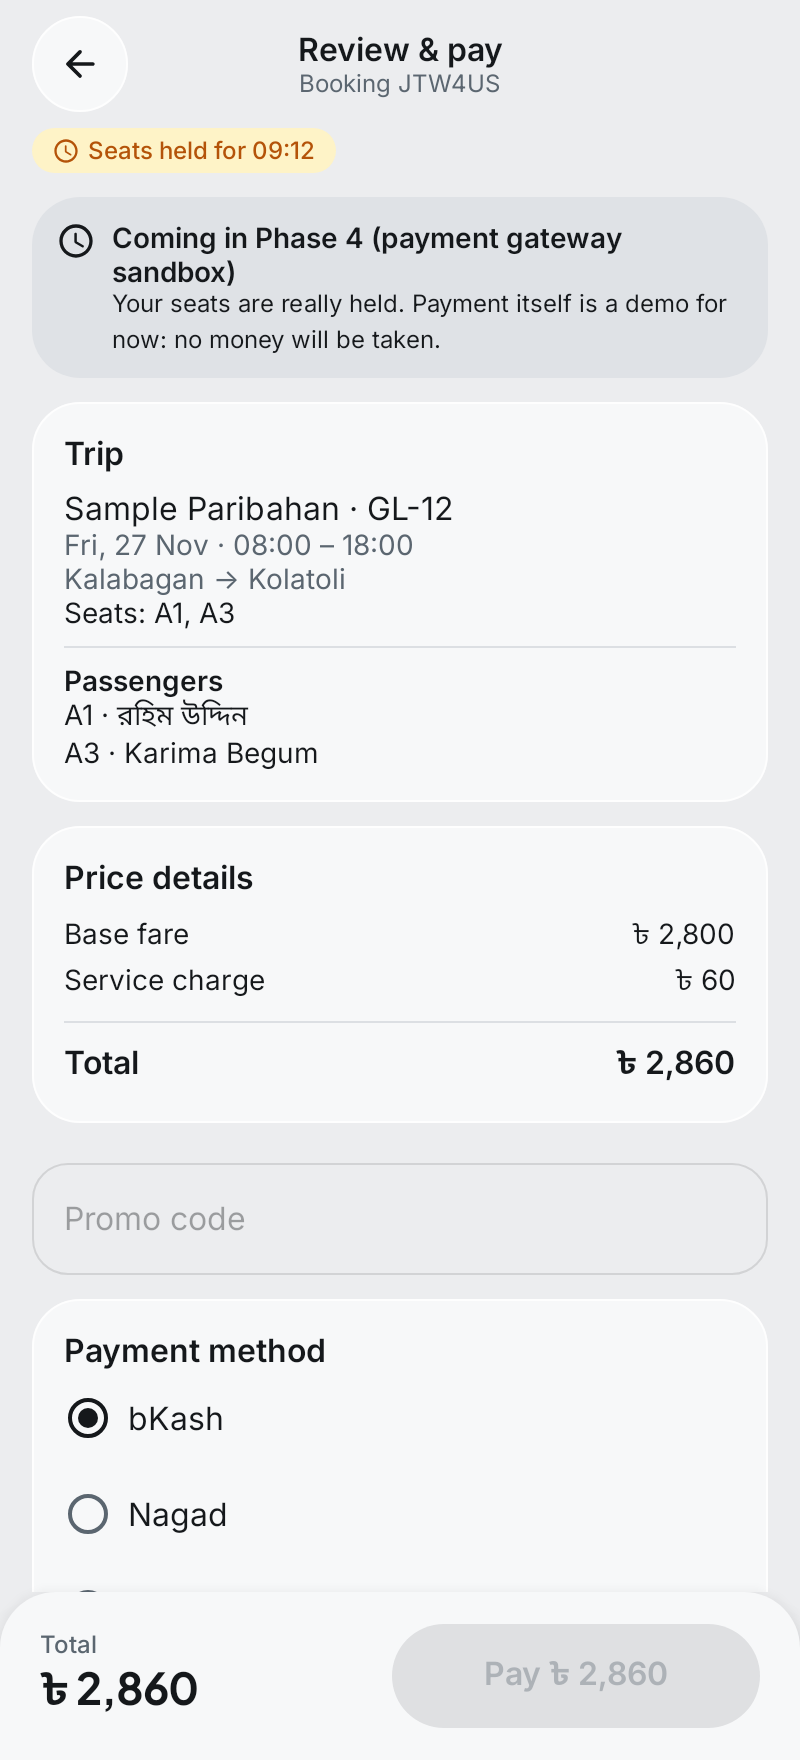 Review & pay
Booking JTW4US
Seats held for 09:12
Coming in Phase 4 (payment gateway
sandbox)
Your seats are really held. Payment itself is a demo for
now: no money will be taken.
Trip
Sample Paribahan · GL-12
Fri, 27 Nov · 08:00 – 18:00
Kalabagan → Kolatoli
Seats: A1, A3
Passengers
A1 · রহিম উদ্দিন
A3 · Karima Begum
Price details
Base fare ৳ 2,800
Service charge ৳ 60
Total ৳ 2,860
Promo code
Payment method
bKash
Nagad
Total
৳ 2,860
Pay ৳ 2,860